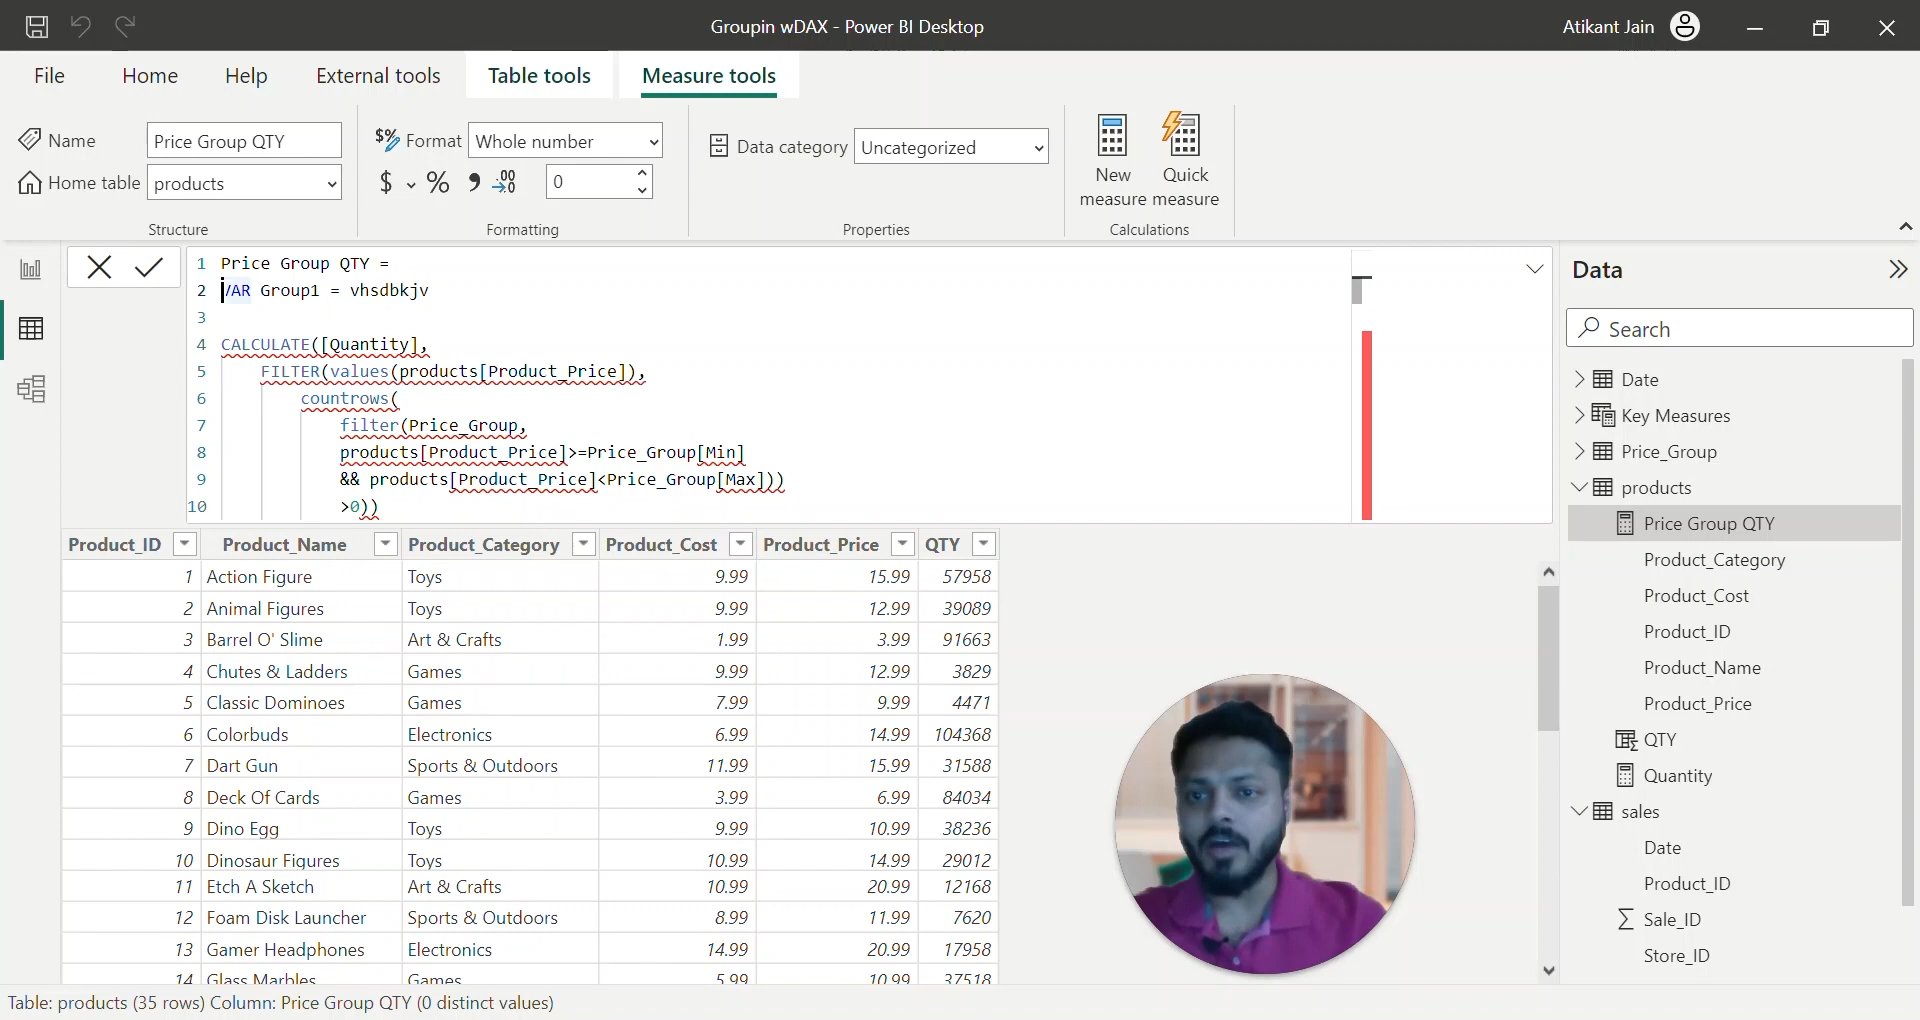 Groupin wDAX - Power BI Desktop
Atikant Jain
File Home Help External tools Table tools Measure tools
Name Price Group QTY
Home table products
Structure
$% Format Whole number
$ % , .00 0
Formatting
Data category Uncategorized
Properties
New measure
Quick measure
Calculations
1 Price Group QTY =
2 VAR Group1 = vhsdbkjv
3
4 CALCULATE([Quantity],
5 FILTER(values(products[Product_Price]),
6 countrows(
7 filter(Price_Group,
8 products[Product_Price]>=Price_Group[Min]
9 && products[Product_Price]<Price_Group[Max]))
10 >0))
Product_ID Product_Name Product_Category Product_Cost Product_Price QTY
1 Action Figure Toys 9.99 15.99 57958
2 Animal Figures Toys 9.99 12.99 39089
3 Barrel O' Slime Art & Crafts 1.99 3.99 91663
4 Chutes & Ladders Games 9.99 12.99 3829
5 Classic Dominoes Games 7.99 9.99 4471
6 Colorbuds Electronics 6.99 14.99 104368
7 Dart Gun Sports & Outdoors 11.99 15.99 31588
8 Deck Of Cards Games 3.99 6.99 84034
9 Dino Egg Toys 9.99 10.99 38236
10 Dinosaur Figures Toys 10.99 14.99 29012
11 Etch A Sketch Art & Crafts 10.99 20.99 12168
12 Foam Disk Launcher Sports & Outdoors 8.99 11.99 7620
13 Gamer Headphones Electronics 14.99 20.99 17958
14 Glass Marbles Games 5.99 10.99 37518
Data
Search
Date
Key Measures
Price_Group
products
Price Group QTY
Product_Category
Product_Cost
Product_ID
Product_Name
Product_Price
QTY
Quantity
sales
Date
Product_ID
Sale_ID
Store_ID
Table: products (35 rows) Column: Price Group QTY (0 distinct values)